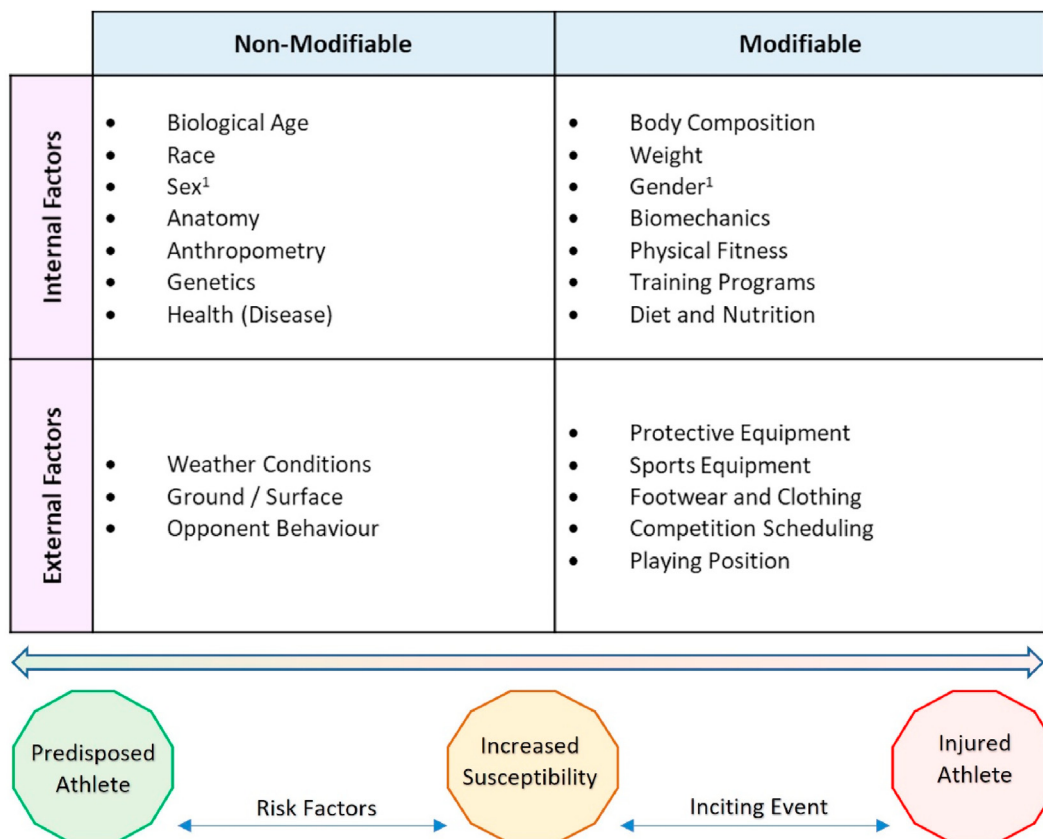 Non-Modifiable
Modifiable
Internal Factors
• Biological Age
• Race
• Sex¹
• Anatomy
• Anthropometry
• Genetics
• Health (Disease)
• Body Composition
• Weight
• Gender¹
• Biomechanics
• Physical Fitness
• Training Programs
• Diet and Nutrition
External Factors
• Weather Conditions
• Ground / Surface
• Opponent Behaviour
• Protective Equipment
• Sports Equipment
• Footwear and Clothing
• Competition Scheduling
• Playing Position
Predisposed
Athlete
Risk Factors
Increased
Susceptibility
Inciting Event
Injured
Athlete